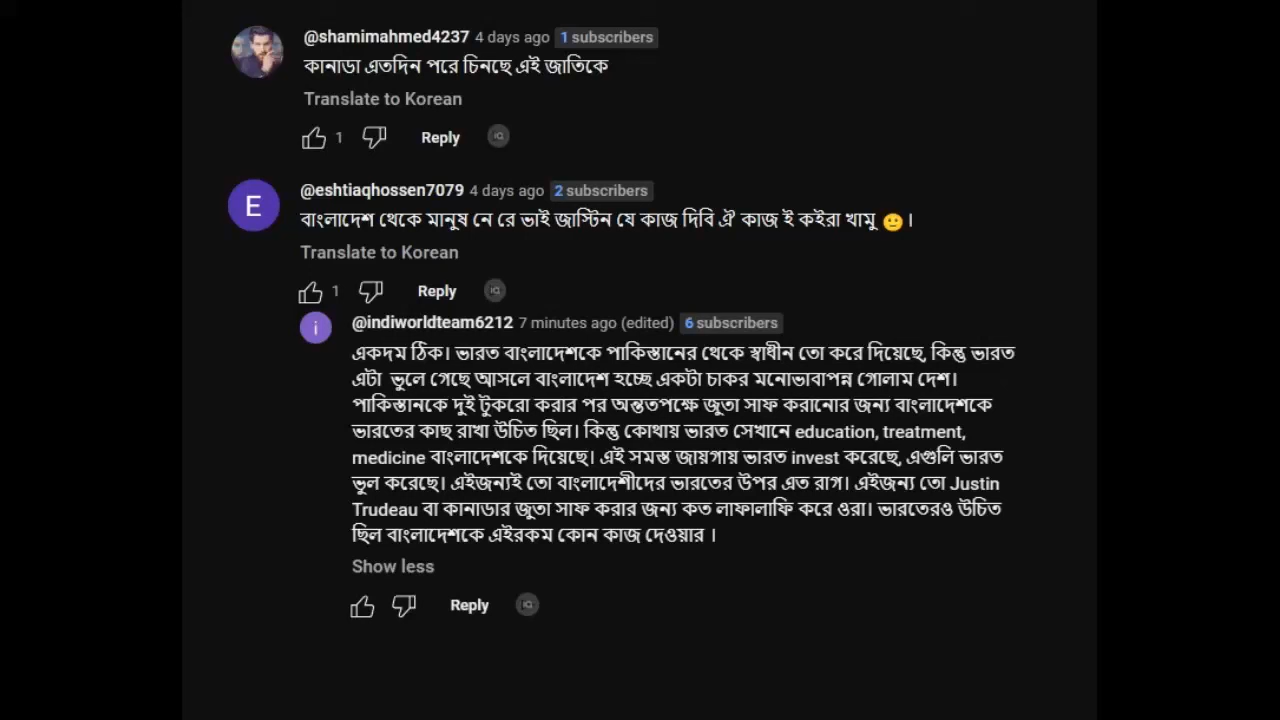 @shamimahmed4237 4 days ago 1 subscribers
কানাডা এতদিন পরে চিনছে এই জাতিকে
Translate to Korean
1 Reply
E
@eshtiaqhossen7079 4 days ago 2 subscribers
বাংলাদেশ থেকে মানুষ নে রে ভাই জাস্টিন যে কাজ দিবি ঐ কাজ ই কইরা খামু 🙂।
Translate to Korean
1 Reply
i
@indiworldteam6212 7 minutes ago (edited) 6 subscribers
একদম ঠিক। ভারত বাংলাদেশকে পাকিস্তানের থেকে স্বাধীন তো করে দিয়েছে, কিন্তু ভারত
এটা ভুলে গেছে আসলে বাংলাদেশ হচ্ছে একটা চাকর মনোভাবাপন্ন গোলাম দেশ।
পাকিস্তানকে দুই টুকরো করার পর অন্ততপক্ষে জুতা সাফ করানোর জন্য বাংলাদেশকে
ভারতের কাছ রাখা উচিত ছিল। কিন্তু কোথায় ভারত সেখানে education, treatment,
medicine বাংলাদেশকে দিয়েছে। এই সমস্ত জায়গায় ভারত invest করেছে, এগুলি ভারত
ভুল করেছে। এইজন্যই তো বাংলাদেশীদের ভারতের উপর এত রাগ। এইজন্য তো Justin
Trudeau বা কানাডার জুতা সাফ করার জন্য কত লাফালাফি করে ওরা। ভারতেরও উচিত
ছিল বাংলাদেশকে এইরকম কোন কাজ দেওয়ার ।
Show less
Reply